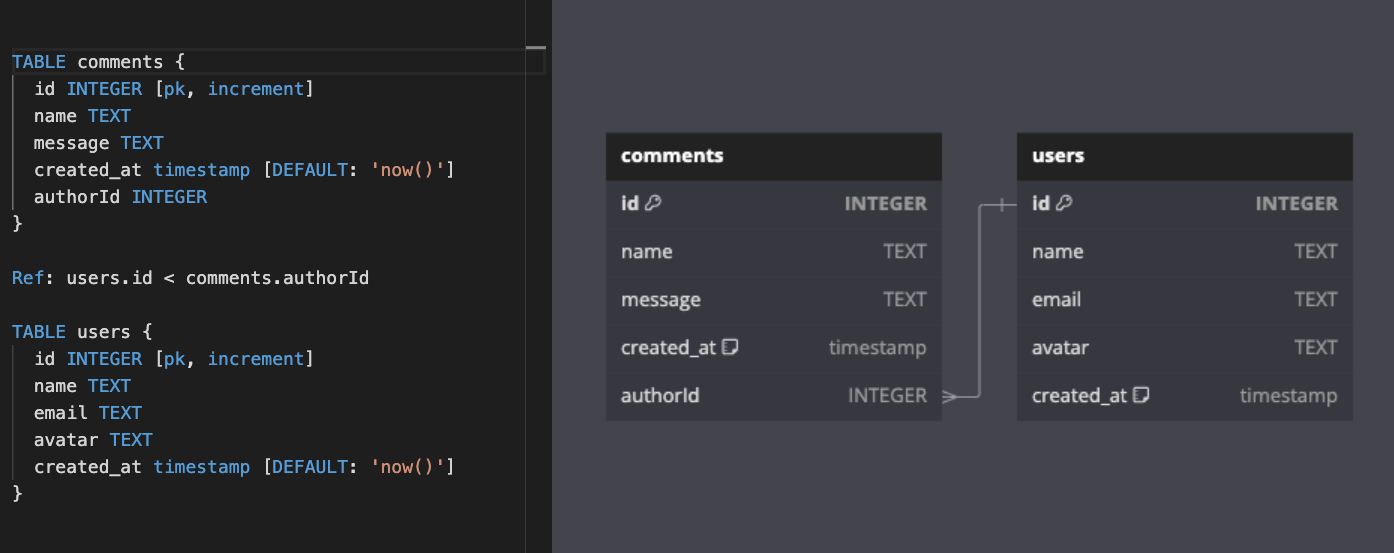 TABLE comments {
id INTEGER [pk, increment]
name TEXT
message TEXT
created_at timestamp [DEFAULT: 'now()']
authorId INTEGER
}
Ref: users.id < comments.authorId
TABLE users {
id INTEGER [pk, increment]
name TEXT
email TEXT
avatar TEXT
created_at timestamp [DEFAULT: 'now()']
}
comments
id INTEGER
name TEXT
message TEXT
created_at timestamp
authorId INTEGER
users
id INTEGER
name TEXT
email TEXT
avatar TEXT
created_at timestamp